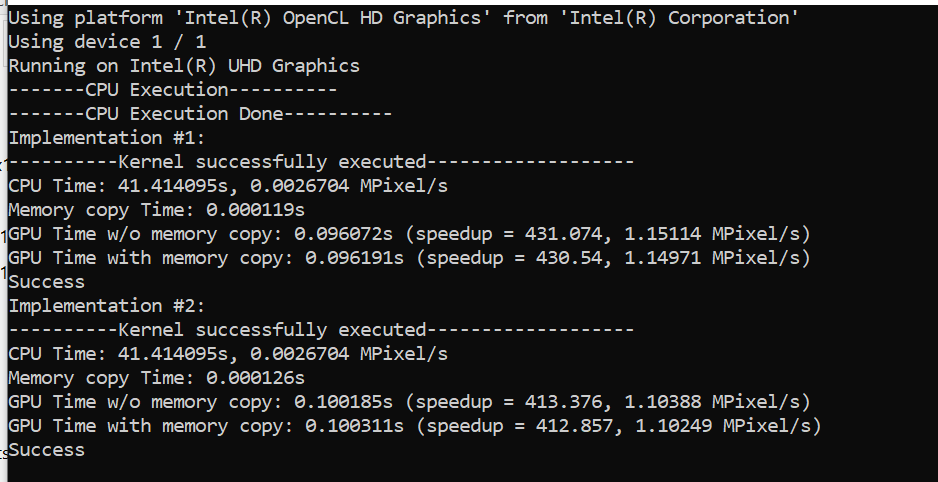 Using platform 'Intel(R) OpenCL HD Graphics' from 'Intel(R) Corporation'
Using device 1 / 1
Running on Intel(R) UHD Graphics
-------CPU Execution----------
-------CPU Execution Done----------
Implementation #1:
----------Kernel successfully executed-------------------
CPU Time: 41.414095s, 0.0026704 MPixel/s
Memory copy Time: 0.000119s
GPU Time w/o memory copy: 0.096072s (speedup = 431.074, 1.15114 MPixel/s)
GPU Time with memory copy: 0.096191s (speedup = 430.54, 1.14971 MPixel/s)
Success
Implementation #2:
----------Kernel successfully executed-------------------
CPU Time: 41.414095s, 0.0026704 MPixel/s
Memory copy Time: 0.000126s
GPU Time w/o memory copy: 0.100185s (speedup = 413.376, 1.10388 MPixel/s)
GPU Time with memory copy: 0.100311s (speedup = 412.857, 1.10249 MPixel/s)
Success